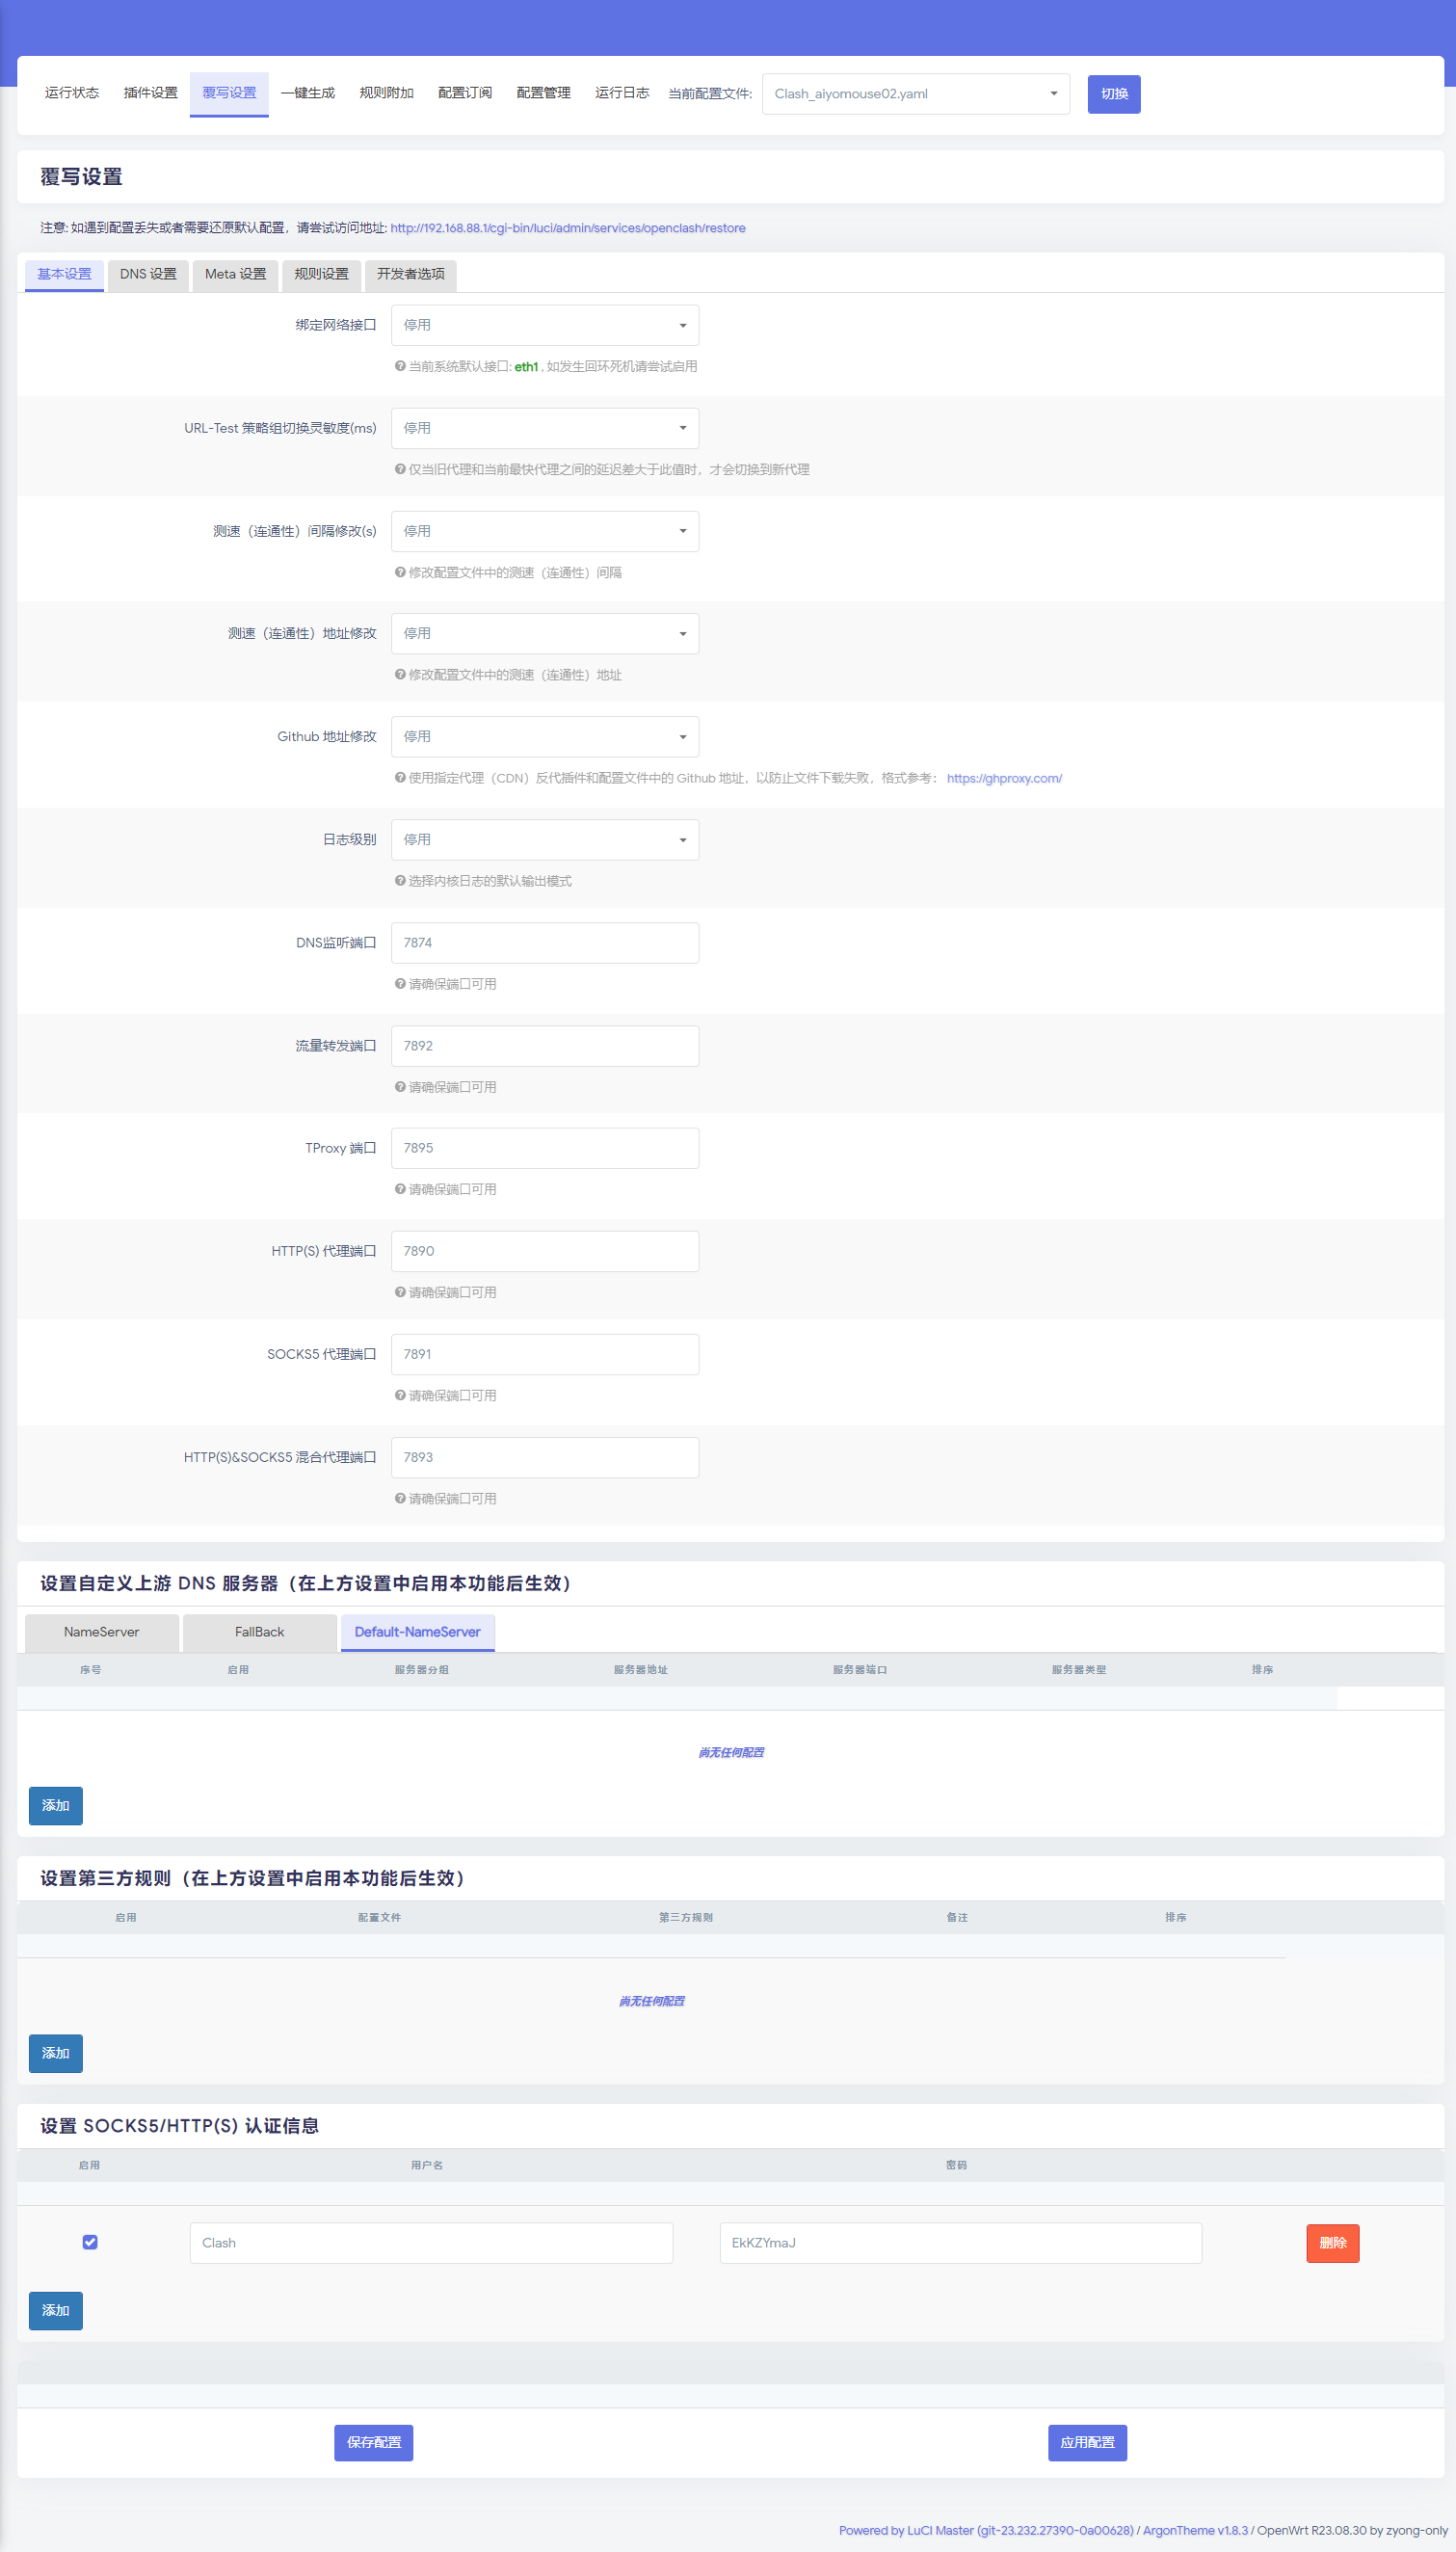 运行状态 插件设置 覆写设置 一键生成 规则附加 配置订阅 配置管理 运行日志 当前配置文件: Clash_aiyomouse02.yaml 切换
覆写设置
注意: 如遇到配置丢失或者需要还原默认配置，请尝试访问地址: http://192.168.88.1/cgi-bin/luci/admin/services/openclash/restore
基本设置 DNS 设置 Meta 设置 规则设置 开发者选项
绑定网络接口 停用
当前系统默认接口: eth1 , 如发生回环死机请尝试启用
URL-Test 策略组切换灵敏度(ms) 停用
仅当旧代理和当前最快代理之间的延迟差大于此值时，才会切换到新代理
测速（连通性）间隔修改(s) 停用
修改配置文件中的测速（连通性）间隔
测速（连通性）地址修改 停用
修改配置文件中的测速（连通性）地址
Github 地址修改 停用
使用指定代理（CDN）反代插件和配置文件中的 Github 地址，以防止文件下载失败，格式参考： https://ghproxy.com/
日志级别 停用
选择内核日志的默认输出模式
DNS监听端口 7874
请确保端口可用
流量转发端口 7892
请确保端口可用
TProxy 端口 7895
请确保端口可用
HTTP(S) 代理端口 7890
请确保端口可用
SOCKS5 代理端口 7891
请确保端口可用
HTTP(S)&SOCKS5 混合代理端口 7893
请确保端口可用
设置自定义上游 DNS 服务器（在上方设置中启用本功能后生效）
NameServer FallBack Default-NameServer
序号 启用 服务器分组 服务器地址 服务器端口 服务器类型 排序
尚无任何配置
添加
设置第三方规则（在上方设置中启用本功能后生效）
启用 配置文件 第三方规则 备注 排序
尚无任何配置
添加
设置 SOCKS5/HTTP(S) 认证信息
启用 用户名 密码
Clash EkKZYmaJ 删除
添加
保存配置 应用配置
Powered by LuCI Master (git-23.232.27390-0a00628) / ArgonTheme v1.8.3 / OpenWrt R23.08.30 by zyong-only